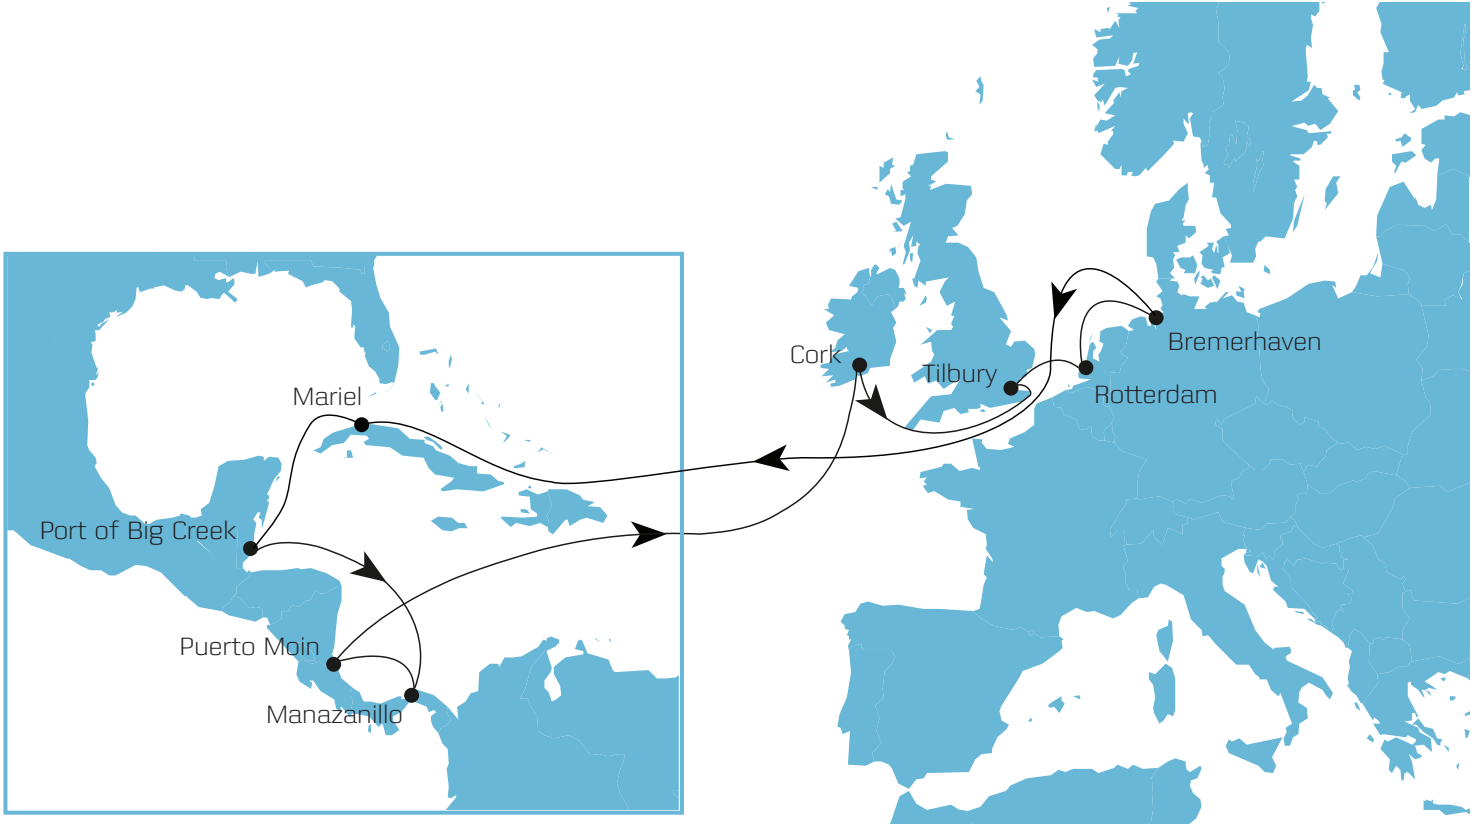 Bremerhaven
Cork
Tilbury
Rotterdam
Mariel
Port of Big Creek
Puerto Moin
Manazanillo